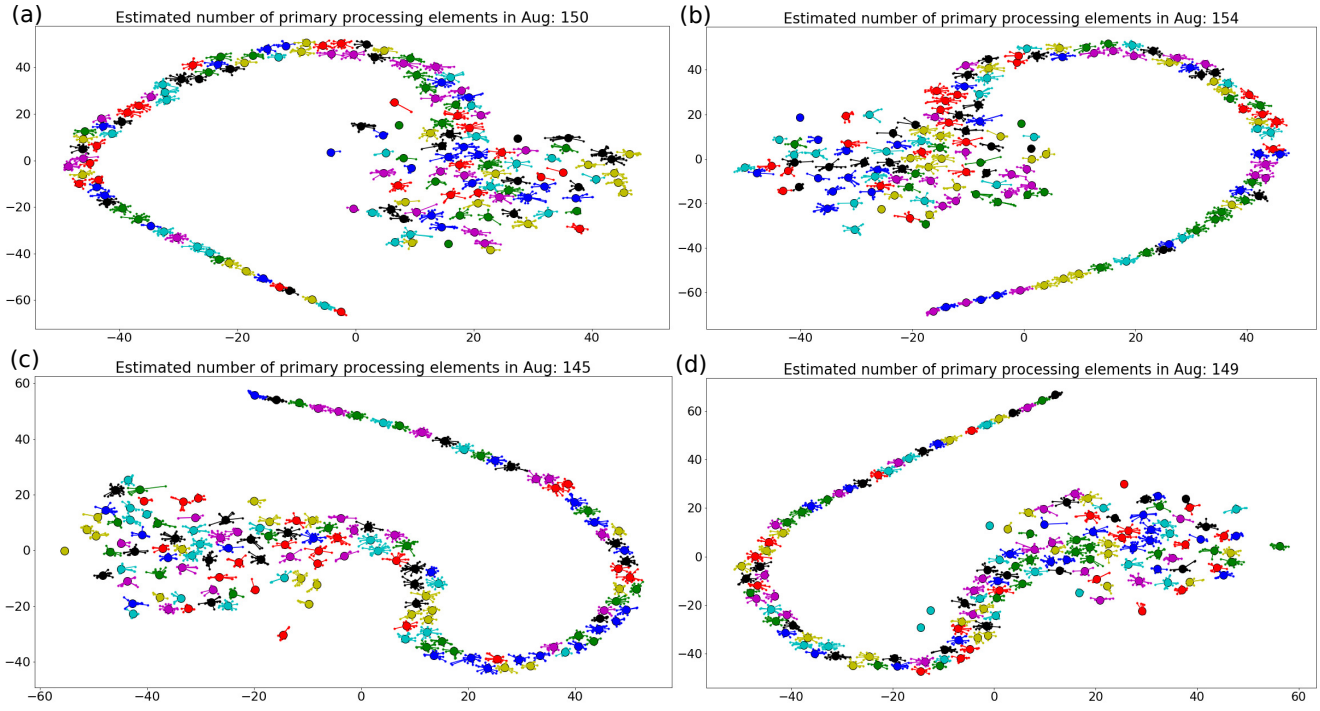 (a)
Estimated number of primary processing elements in Aug: 150
40
20
0
−20
−40
−60
−40 −20 0 20 40
(b)
Estimated number of primary processing elements in Aug: 154
40
20
0
−20
−40
−60
−40 −20 0 20 40
(c)
Estimated number of primary processing elements in Aug: 145
60
40
20
0
−20
−40
−60 −40 −20 0 20 40
(d)
Estimated number of primary processing elements in Aug: 149
60
40
20
0
−20
−40
−40 −20 0 20 40 60